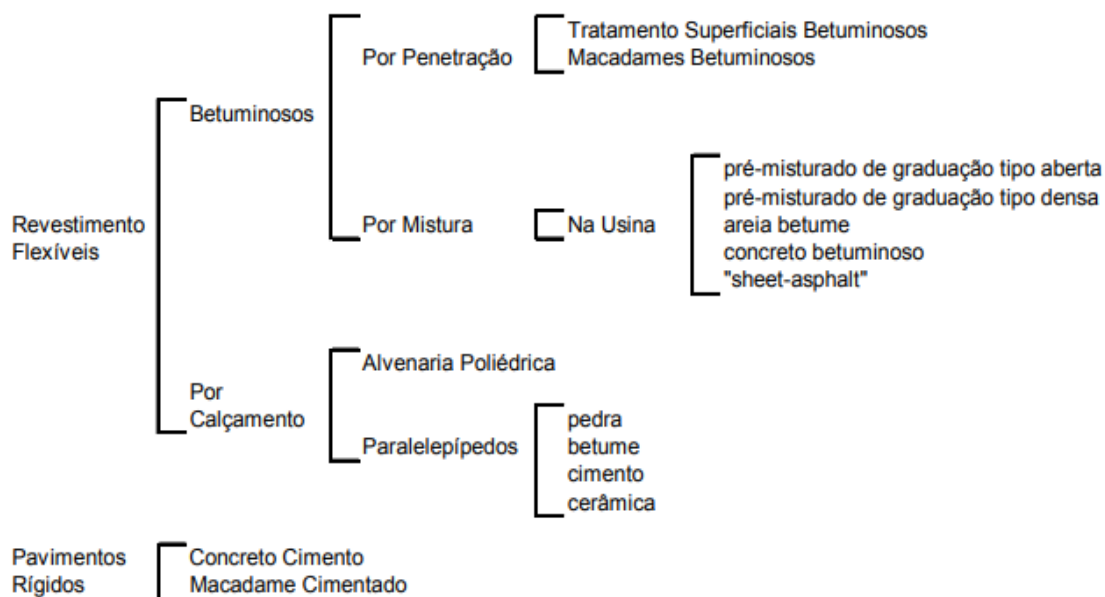 Tratamento Superficiais Betuminosos
Por Penetração
Macadames Betuminosos
Betuminosos
pré-misturado de graduação tipo aberta
pré-misturado de graduação tipo densa
Revestimento
Flexíveis
Por Mistura
Na Usina
areia betume
concreto betuminoso
"sheet-asphalt"
Alvenaria Poliédrica
Por
Calçamento
pedra
Paralelepípedos
betume
cimento
cerâmica
Pavimentos
Rígidos
Concreto Cimento
Macadame Cimentado